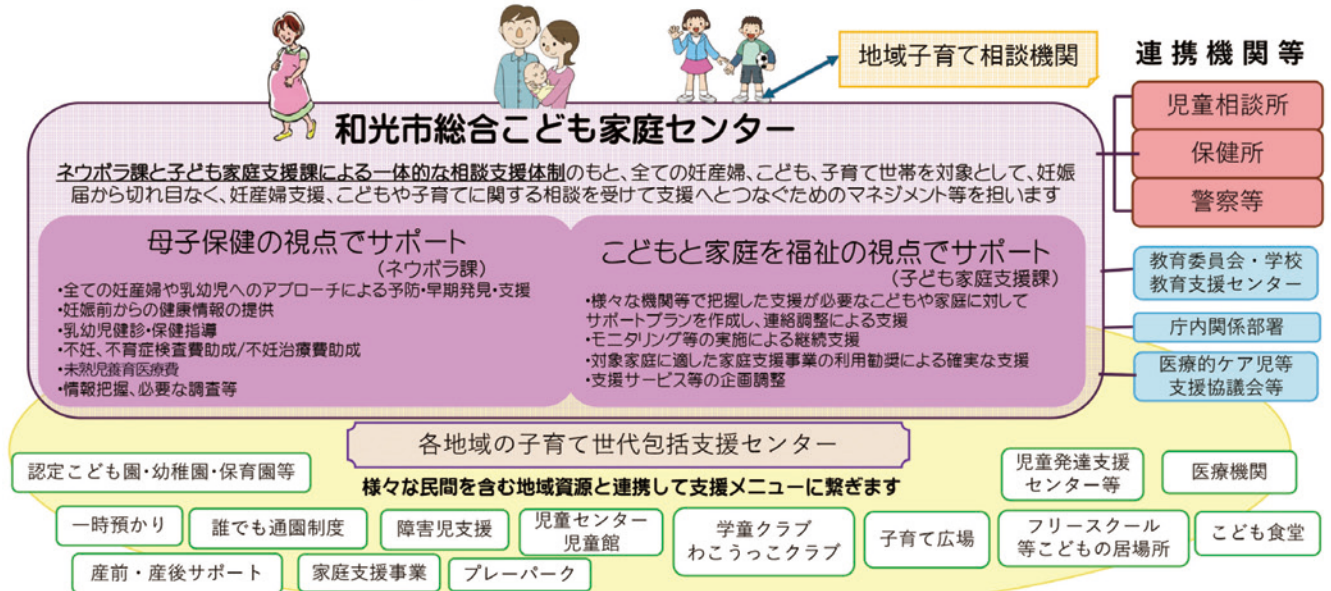 地域子育て相談機関
連携機関等
児童相談所
保健所
警察等
教育委員会・学校
教育支援センター
庁内関係部署
医療的ケア児等
支援協議会等
和光市総合こども家庭センター
ネウボラ課と子ども家庭支援課による一体的な相談支援体制のもと、全ての妊産婦、こども、子育て世帯を対象として、妊娠
届から切れ目なく、妊産婦支援、こどもや子育てに関する相談を受けて支援へとつなぐためのマネジメント等を担います
母子保健の視点でサポート
(ネウボラ課)
・全ての妊産婦や乳幼児へのアプローチによる予防・早期発見・支援
・妊娠前からの健康情報の提供
・乳幼児健診・保健指導
・不妊、不育症検査費助成/不妊治療費助成
・未熟児養育医療費
・情報把握、必要な調査等
こどもと家庭を福祉の視点でサポート
(子ども家庭支援課)
・様々な機関等で把握した支援が必要なこどもや家庭に対して
サポートプランを作成し、連絡調整による支援
・モニタリング等の実施による継続支援
・対象家庭に適した家庭支援事業の利用勧奨による確実な支援
・支援サービス等の企画調整
各地域の子育て世代包括支援センター
様々な民間を含む地域資源と連携して支援メニューに繋ぎます
認定こども園・幼稚園・保育園等
児童発達支援
センター等
医療機関
一時預かり
誰でも通園制度
障害児支援
児童センター
児童館
学童クラブ
わこうっこクラブ
子育て広場
フリースクール
等こどもの居場所
こども食堂
産前・産後サポート
家庭支援事業
プレーパーク